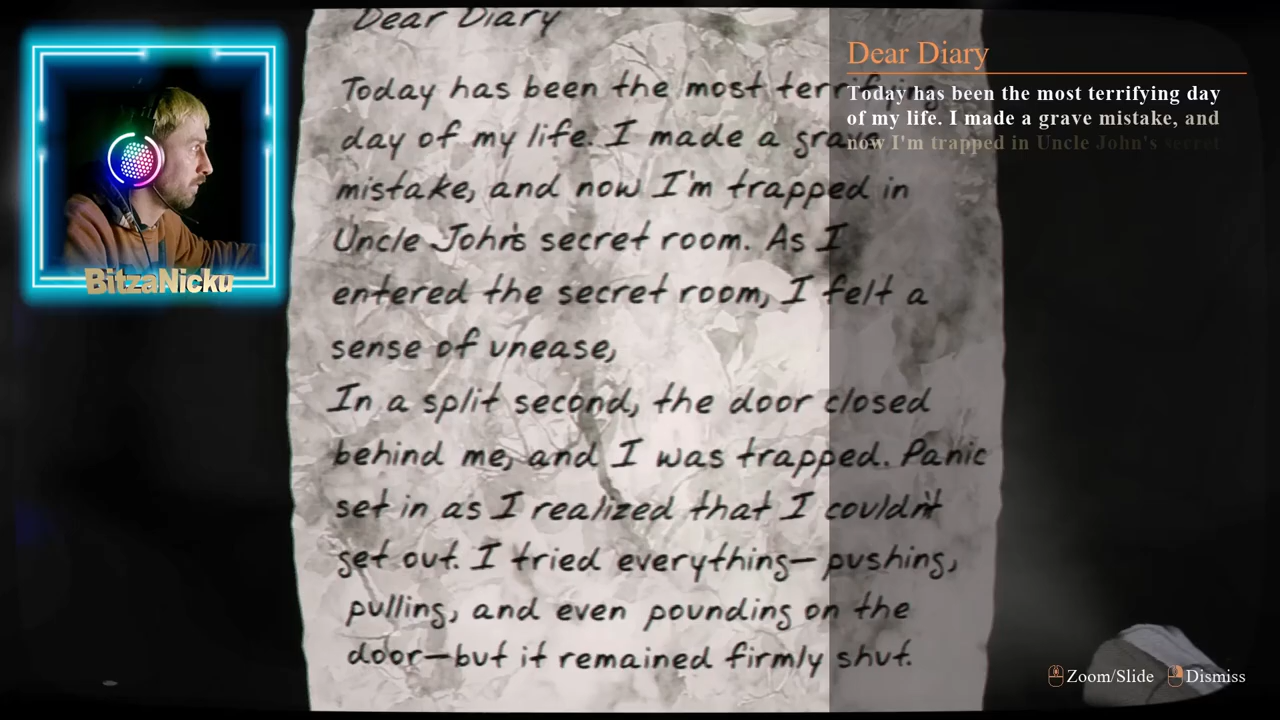 Dear Diary
Today has been the most terrifying
day of my life. I made a grave
mistake, and now I'm trapped in
Uncle John's secret room. As I
entered the secret room, I felt a
sense of unease,
In a split second, the door closed
behind me, and I was trapped. Panic
set in as I realized that I couldn't
get out. I tried everything—pushing,
pulling, and even pounding on the
door—but it remained firmly shut.
Dear Diary
Today has been the most terrifying day
of my life. I made a grave mistake, and
now I'm trapped in Uncle John's secret
BitzaNicku
Zoom/Slide
Dismiss